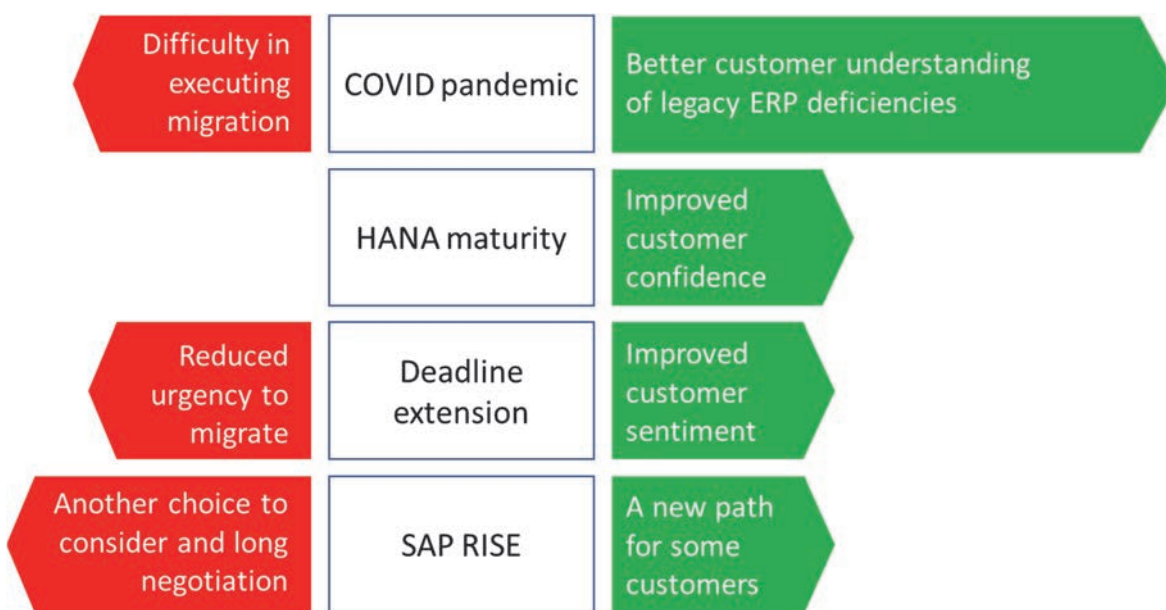 Difficulty in
executing
migration
COVID pandemic
Better customer understanding
of legacy ERP deficiencies
HANA maturity
Improved
customer
confidence
Reduced
urgency to
migrate
Deadline
extension
Improved
customer
sentiment
Another choice to
consider and long
negotiation
SAP RISE
A new path
for some
customers